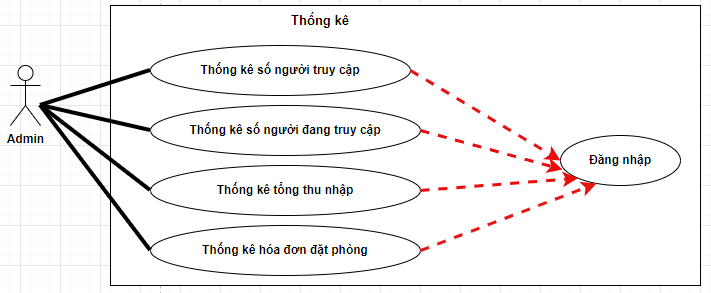 Thống kê
Thống kê số người truy cập
Admin
Thống kê số người đang truy cập
Đăng nhập
Thống kê tổng thu nhập
Thống kê hóa đơn đặt phòng